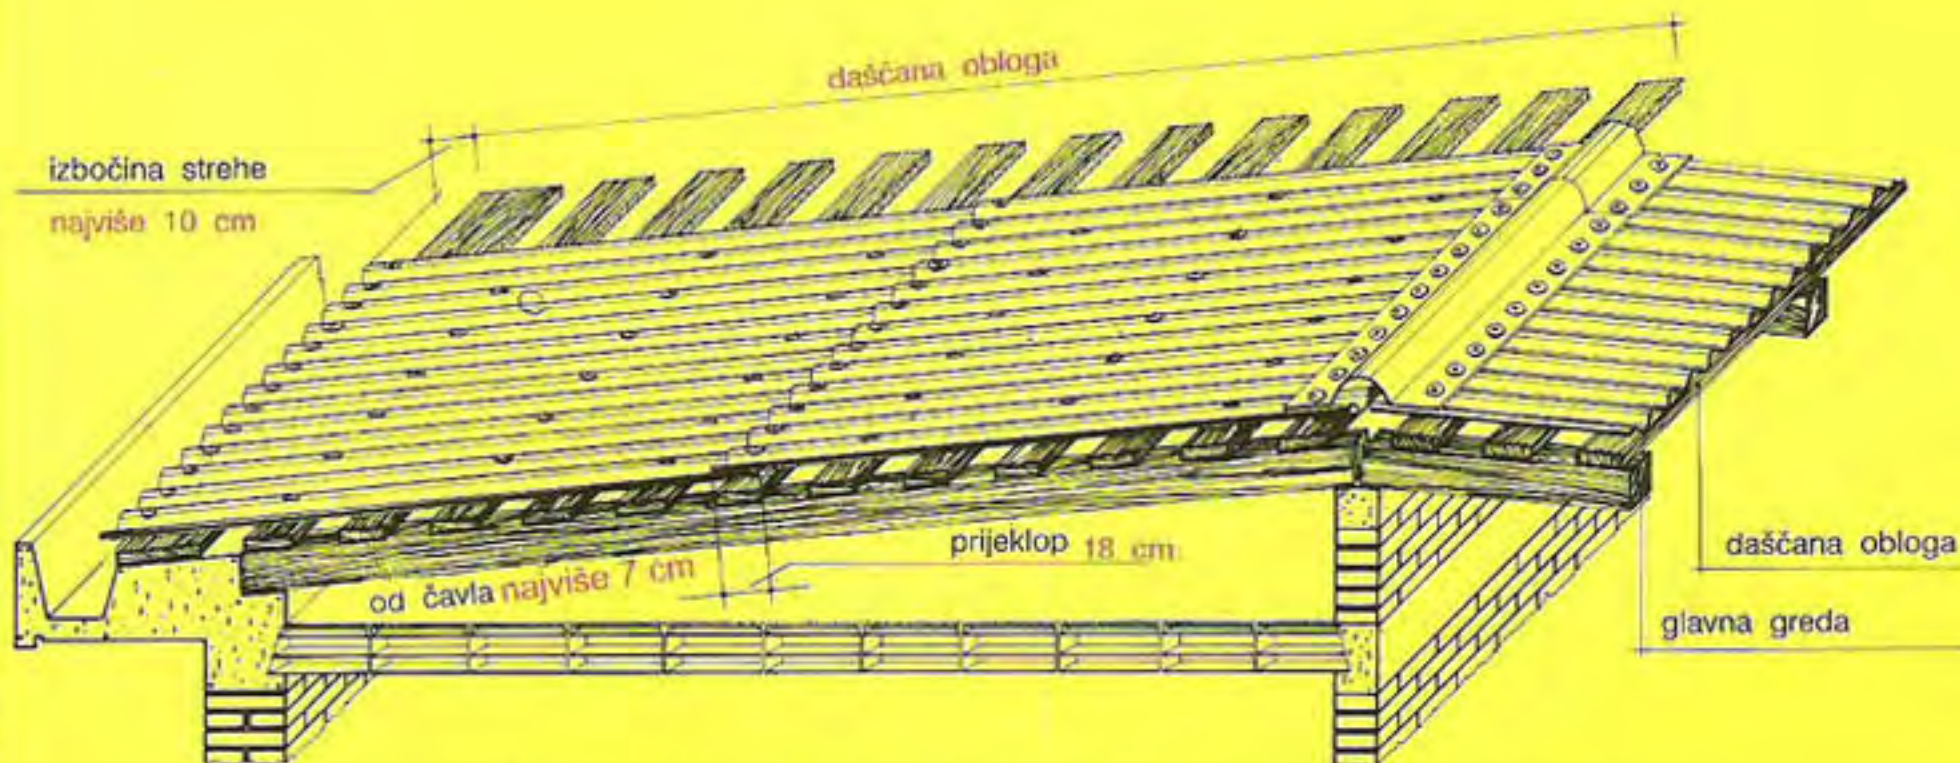 daščana obloga
izbočina strehe
najviše 10 cm
od čavla najviše 7 cm
prijeklop 18 cm
daščana obloga
glavna greda